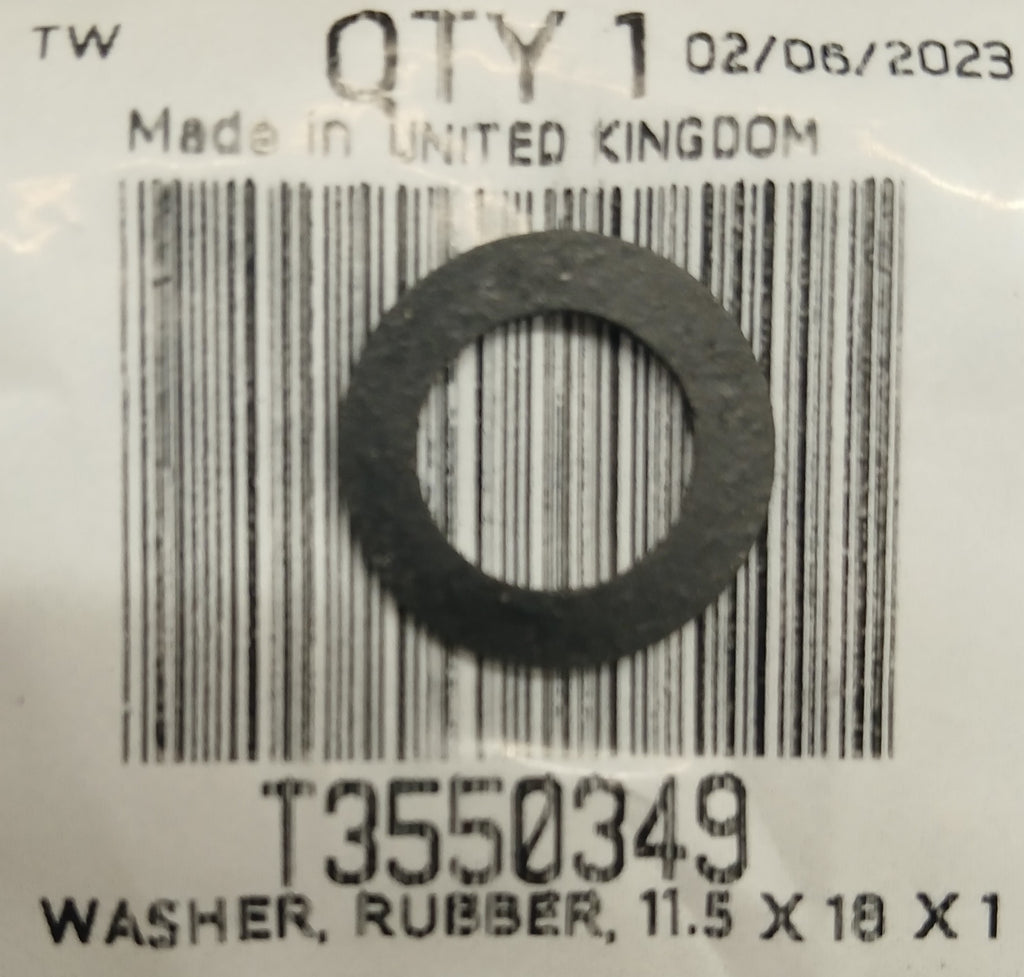 TW QTY 1 02/06/2023
Made in UNITED KINGDOM
T3550349
WASHER, RUBBER, 11.5 X 18 X 1